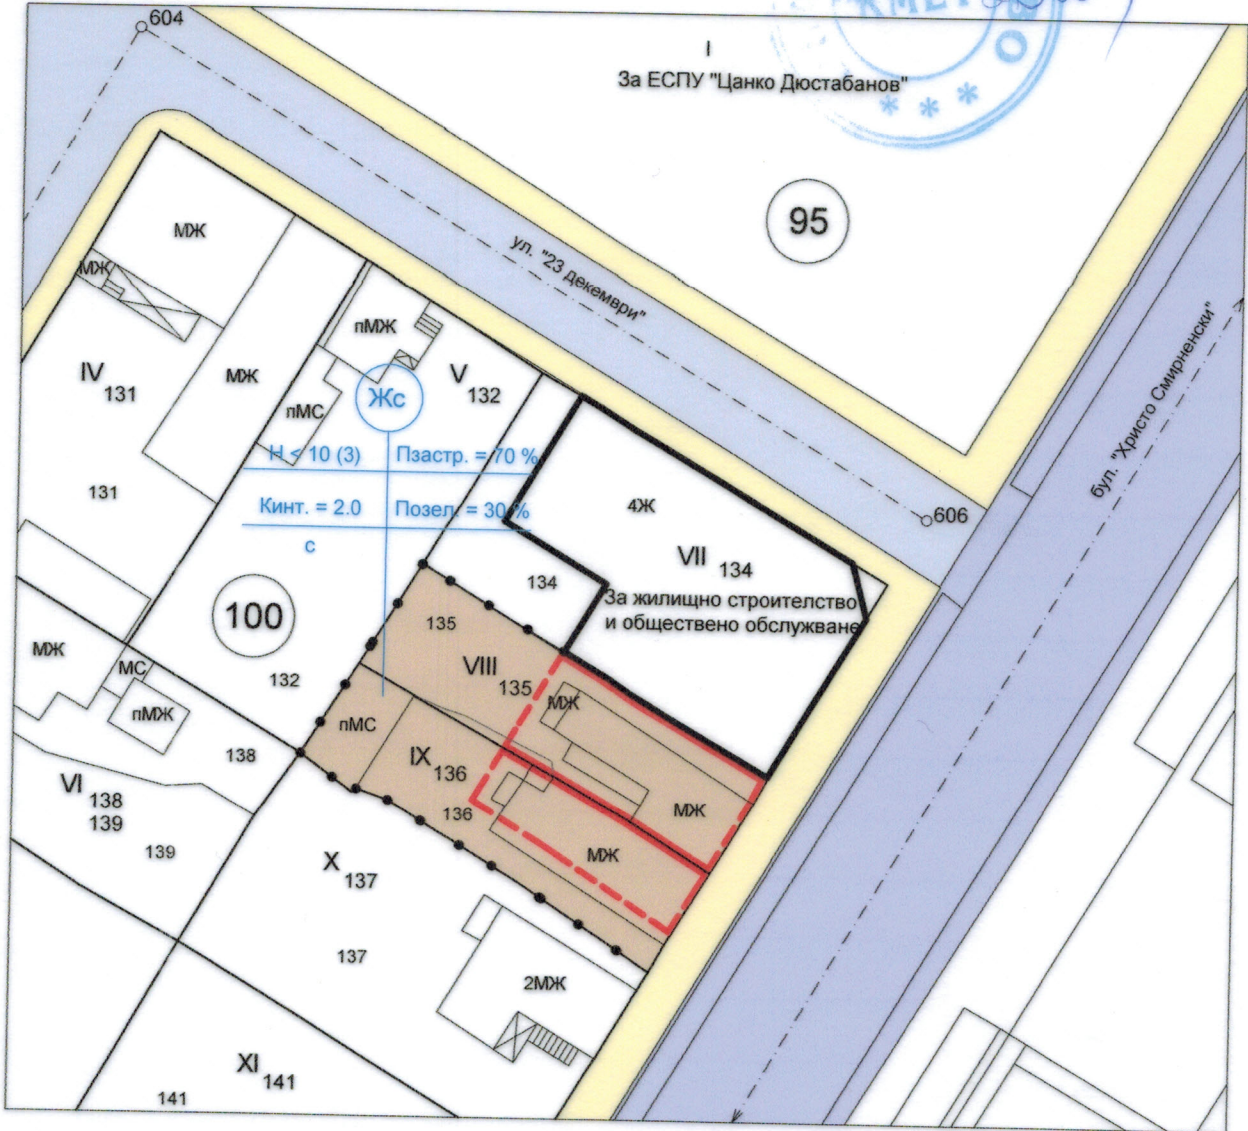 604
КМЕТ
I
За ЕСПУ "Цанко Дюстабанов"
95
ул. "23 декември"
бул. "Христо Смирненски"
МЖ
МЖ
пМЖ
IV 131
МЖ
V 132
Жс
пМС
H < 10 (3) Пзастр. = 70 %
131
Кинт. = 2.0 Позел. = 30 %
с
4Ж
606
VII 134
134
За жилищно строителство
и обществено обслужване
100
135
VIII 135
МЖ
МС
132
МЖ
пМЖ
пМС
138
IX 136
VI 138
139
136
МЖ
139
МЖ
X 137
137
2МЖ
XI 141
141